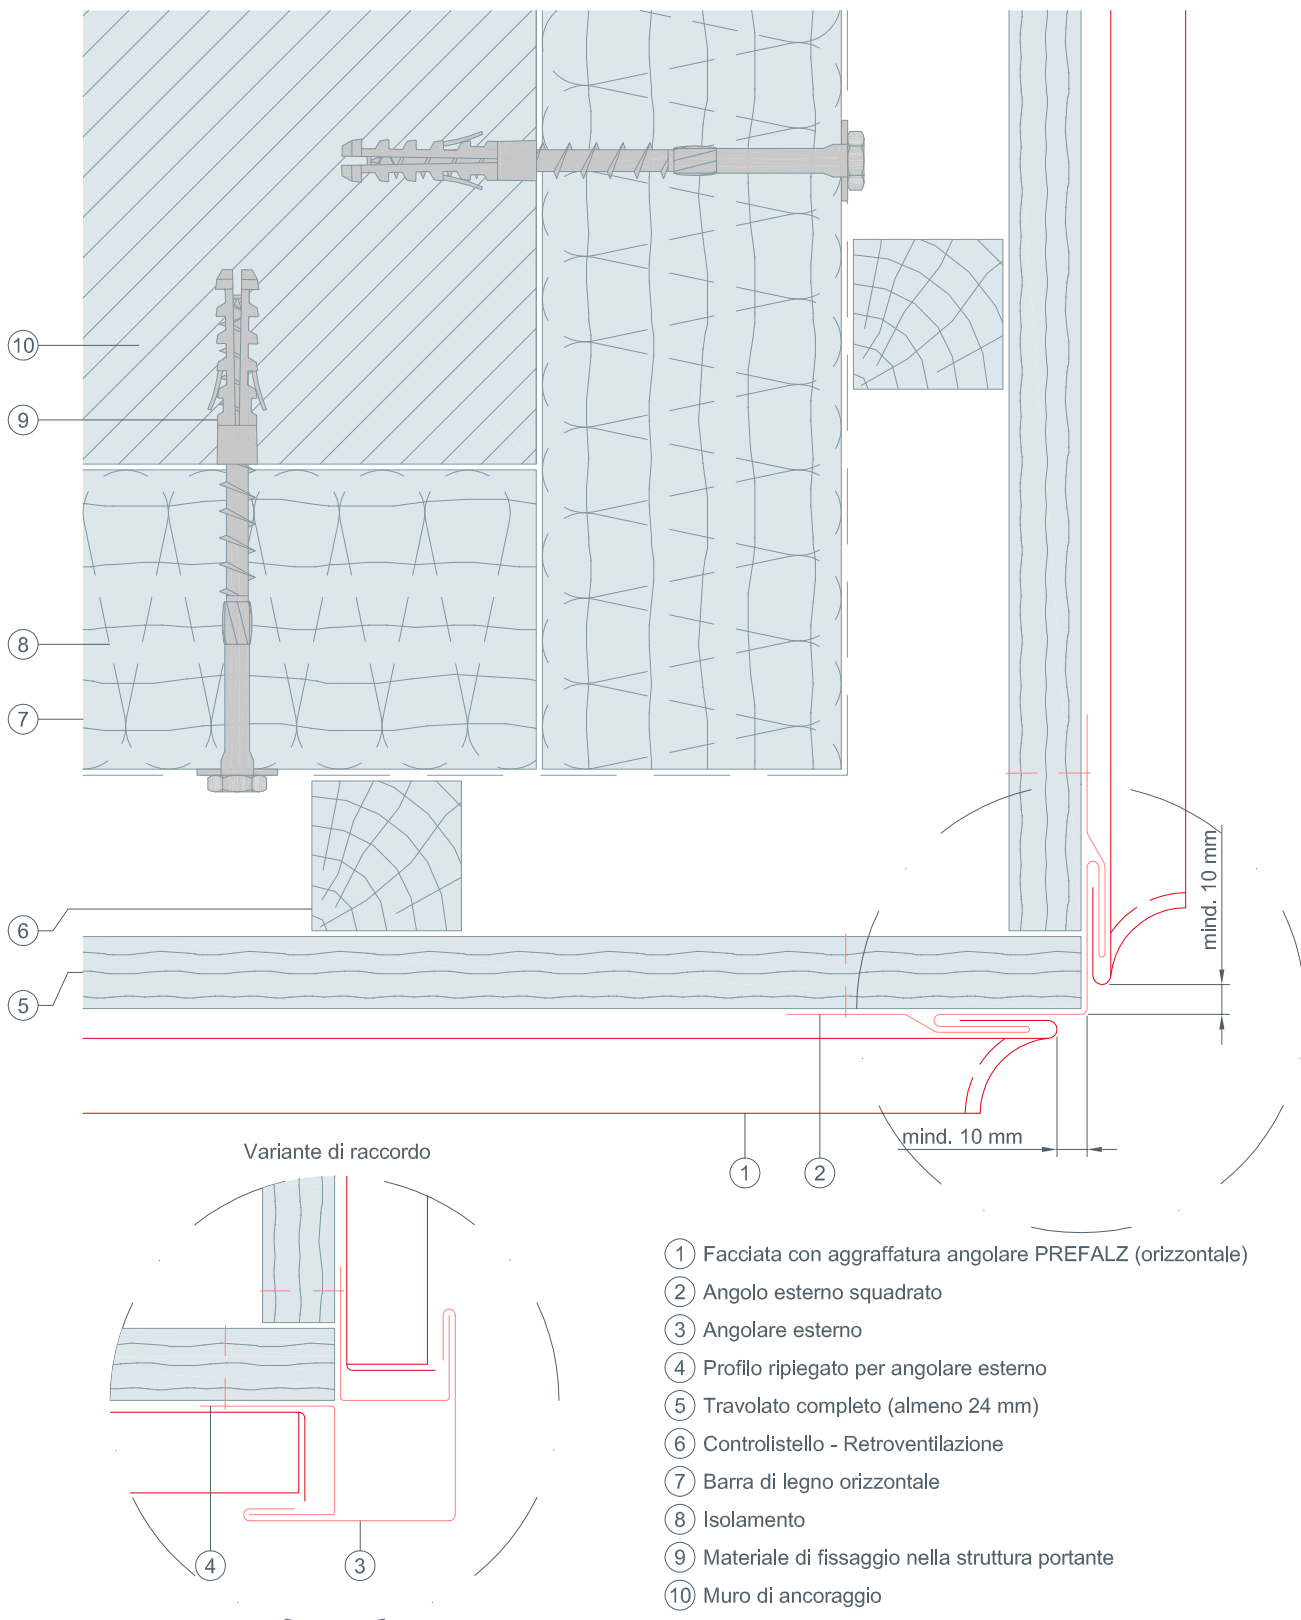 10
9
8
7
6
5
mind. 10 mm
mind. 10 mm
1
2
Variante di raccordo
4
3
1 Facciata con aggraffatura angolare PREFALZ (orizzontale)
2 Angolo esterno squadrato
3 Angolare esterno
4 Profilo ripiegato per angolare esterno
5 Travolato completo (almeno 24 mm)
6 Controlistello - Retroventilazione
7 Barra di legno orizzontale
8 Isolamento
9 Materiale di fissaggio nella struttura portante
10 Muro di ancoraggio